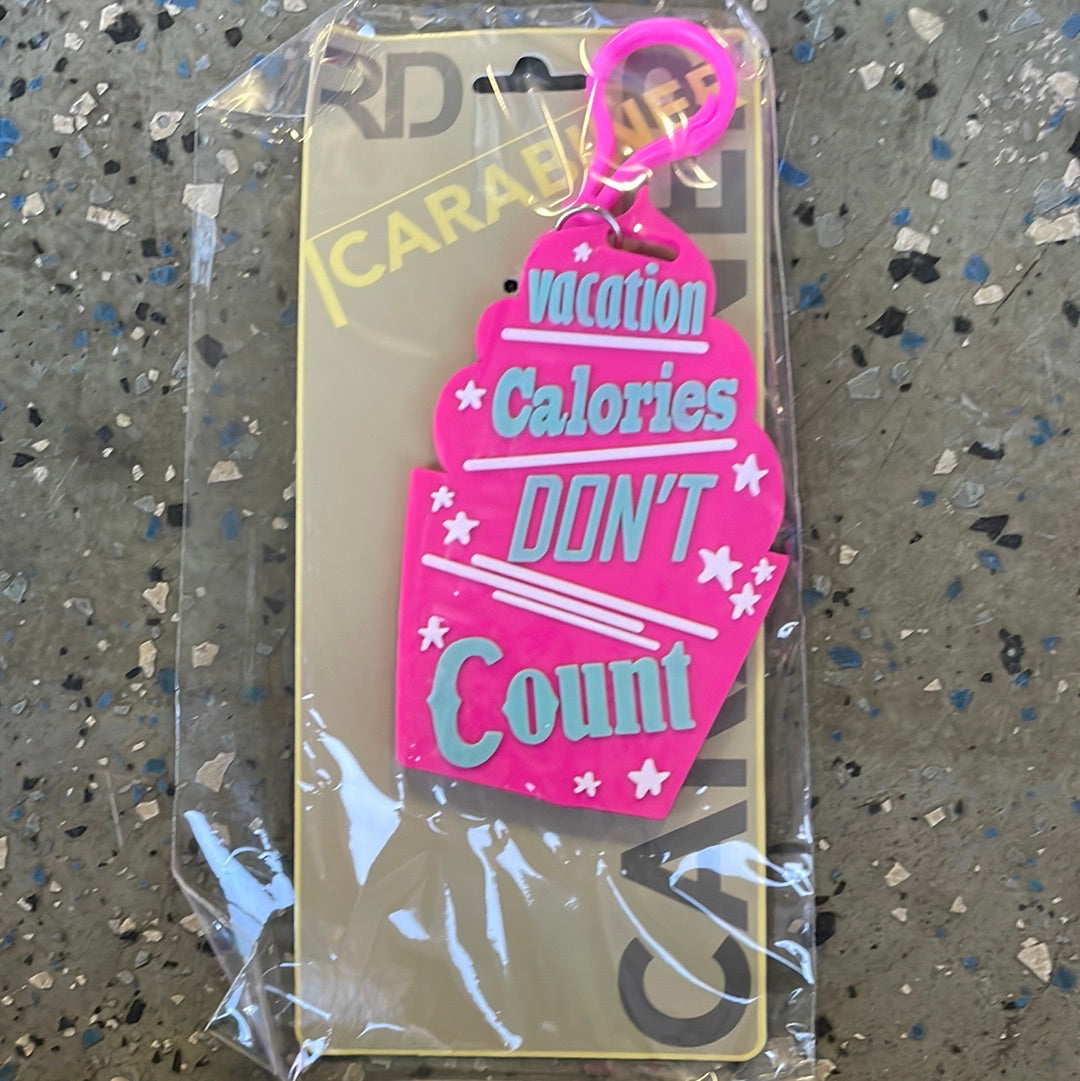 RD
CARABINER
vacation
Calories
DON'T
Count